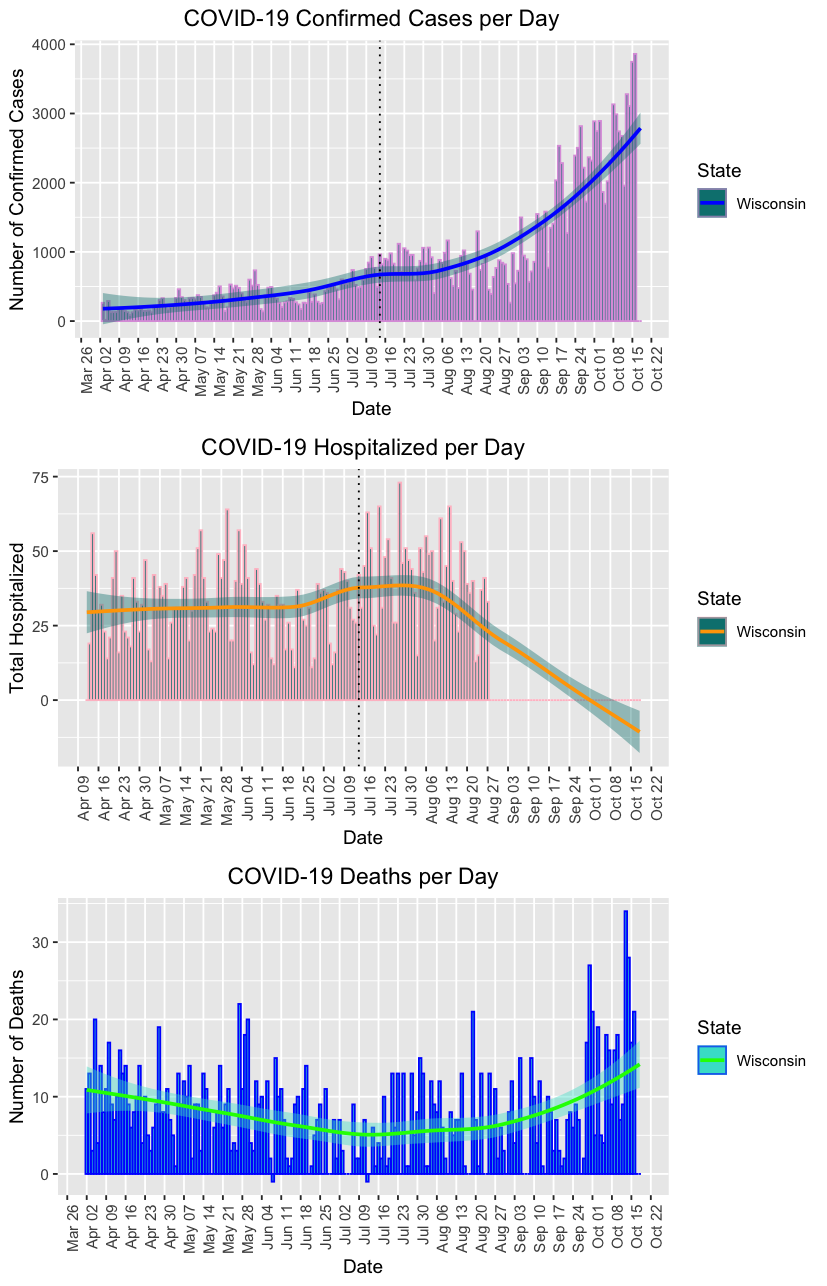 COVID-19 Confirmed Cases per Day
Number of Confirmed Cases
4000
3000
2000
1000
0
Mar 26
Apr 02
Apr 09
Apr 16
Apr 23
Apr 30
May 07
May 14
May 21
May 28
Jun 04
Jun 11
Jun 18
Jun 25
Jul 02
Jul 09
Jul 16
Jul 23
Jul 30
Aug 06
Aug 13
Aug 20
Aug 27
Sep 03
Sep 10
Sep 17
Sep 24
Oct 01
Oct 08
Oct 15
Oct 22
Date
State
Wisconsin
COVID-19 Hospitalized per Day
Total Hospitalized
75
50
25
0
Apr 09
Apr 16
Apr 23
Apr 30
May 07
May 14
May 21
May 28
Jun 04
Jun 11
Jun 18
Jun 25
Jul 02
Jul 09
Jul 16
Jul 23
Jul 30
Aug 06
Aug 13
Aug 20
Aug 27
Sep 03
Sep 10
Sep 17
Sep 24
Oct 01
Oct 08
Oct 15
Oct 22
Date
State
Wisconsin
COVID-19 Deaths per Day
Number of Deaths
30
20
10
0
Mar 26
Apr 02
Apr 09
Apr 16
Apr 23
Apr 30
May 07
May 14
May 21
May 28
Jun 04
Jun 11
Jun 18
Jun 25
Jul 02
Jul 09
Jul 16
Jul 23
Jul 30
Aug 06
Aug 13
Aug 20
Aug 27
Sep 03
Sep 10
Sep 17
Sep 24
Oct 01
Oct 08
Oct 15
Oct 22
Date
State
Wisconsin